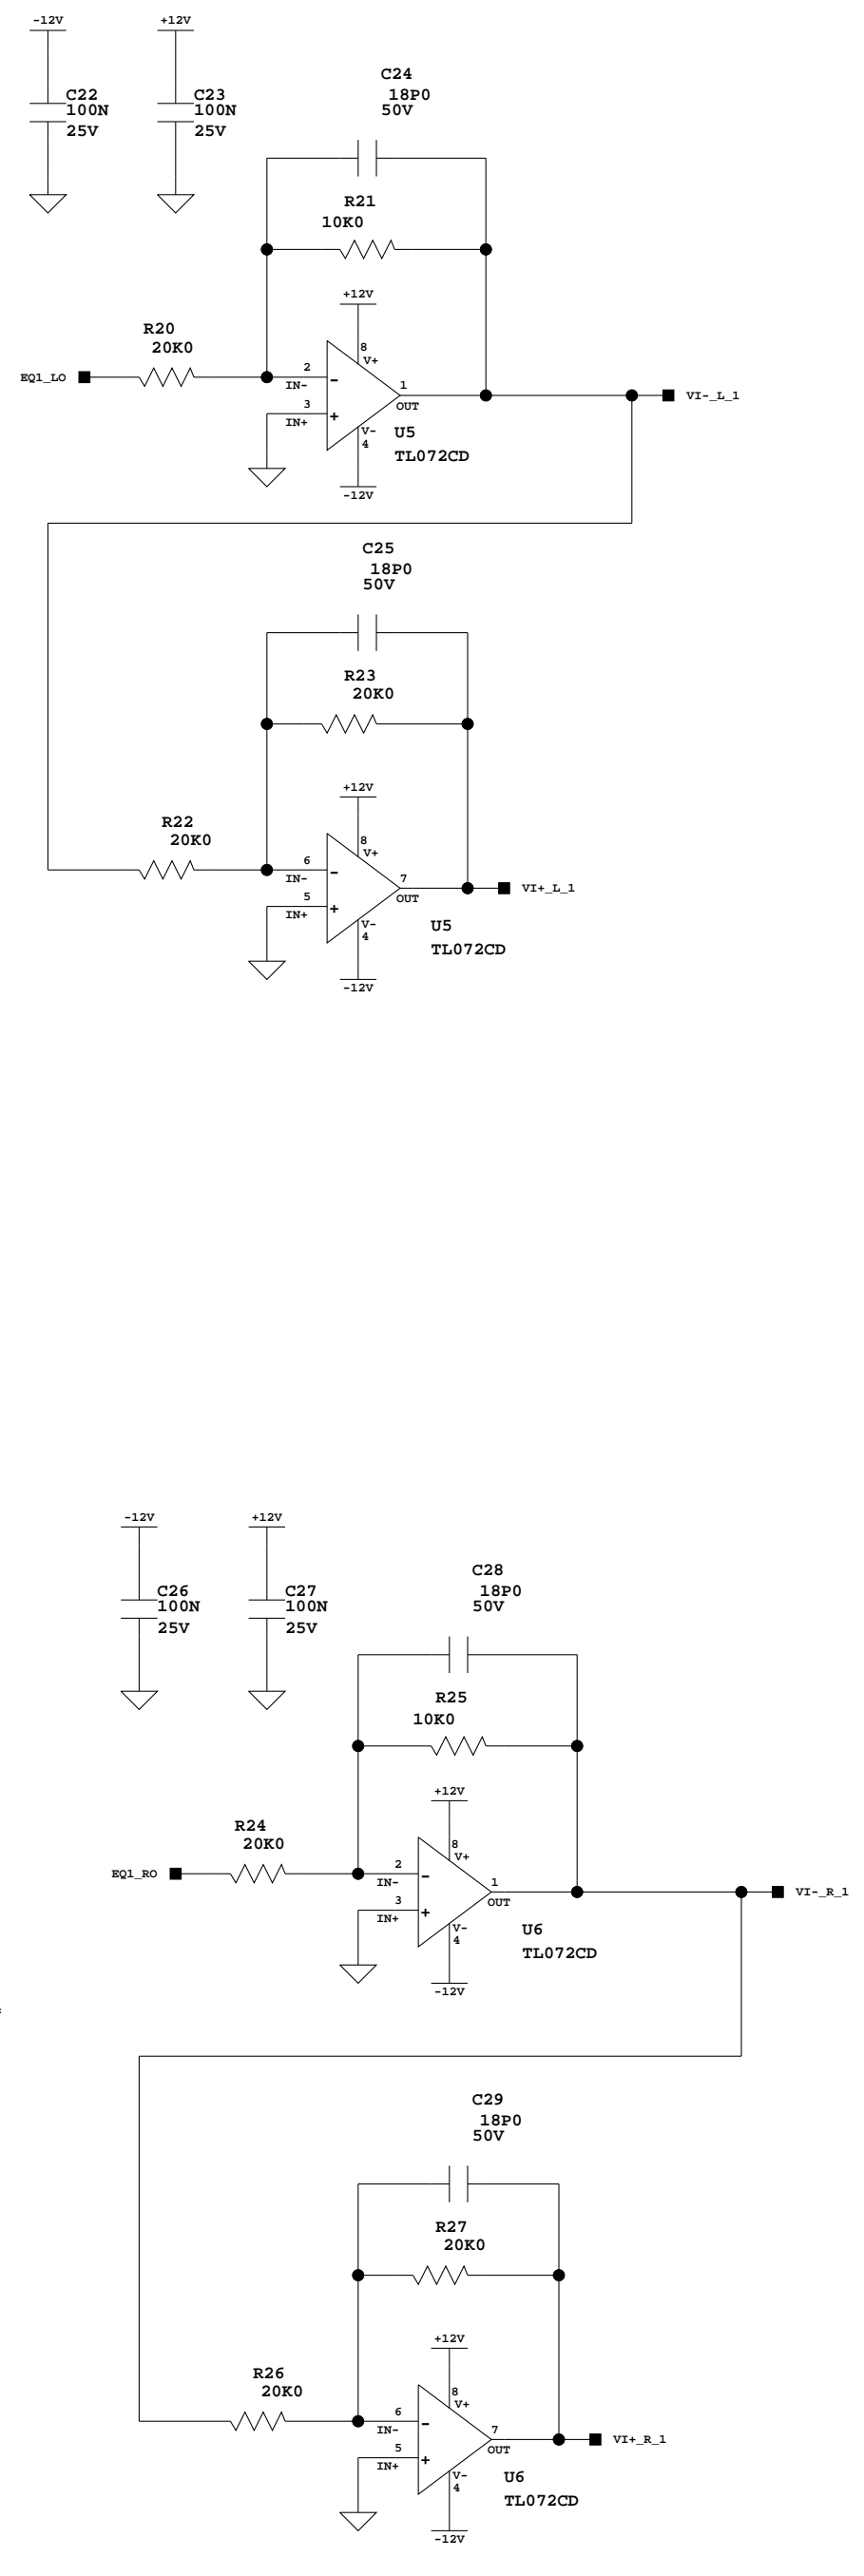 -12V
+12V
C22
100N
25V
C23
100N
25V
C24
18P0
50V
R21
10K0
+12V
8
V+
R20
20K0
EQ1_LO
2
IN-
-
3
IN+
+
1
OUT
V-
4
U5
TL072CD
-12V
VI-_L_1
C25
18P0
50V
R23
20K0
+12V
8
V+
R22
20K0
6
IN-
-
5
IN+
+
7
OUT
VI+_L_1
V-
4
U5
TL072CD
-12V
-12V
+12V
C26
100N
25V
C27
100N
25V
C28
18P0
50V
R25
10K0
+12V
8
V+
R24
20K0
EQ1_RO
2
IN-
-
3
IN+
+
1
OUT
VI-_R_1
V-
4
U6
TL072CD
-12V
C29
18P0
50V
R27
20K0
+12V
8
V+
R26
20K0
6
IN-
-
5
IN+
+
7
OUT
VI+_R_1
V-
4
U6
TL072CD
-12V